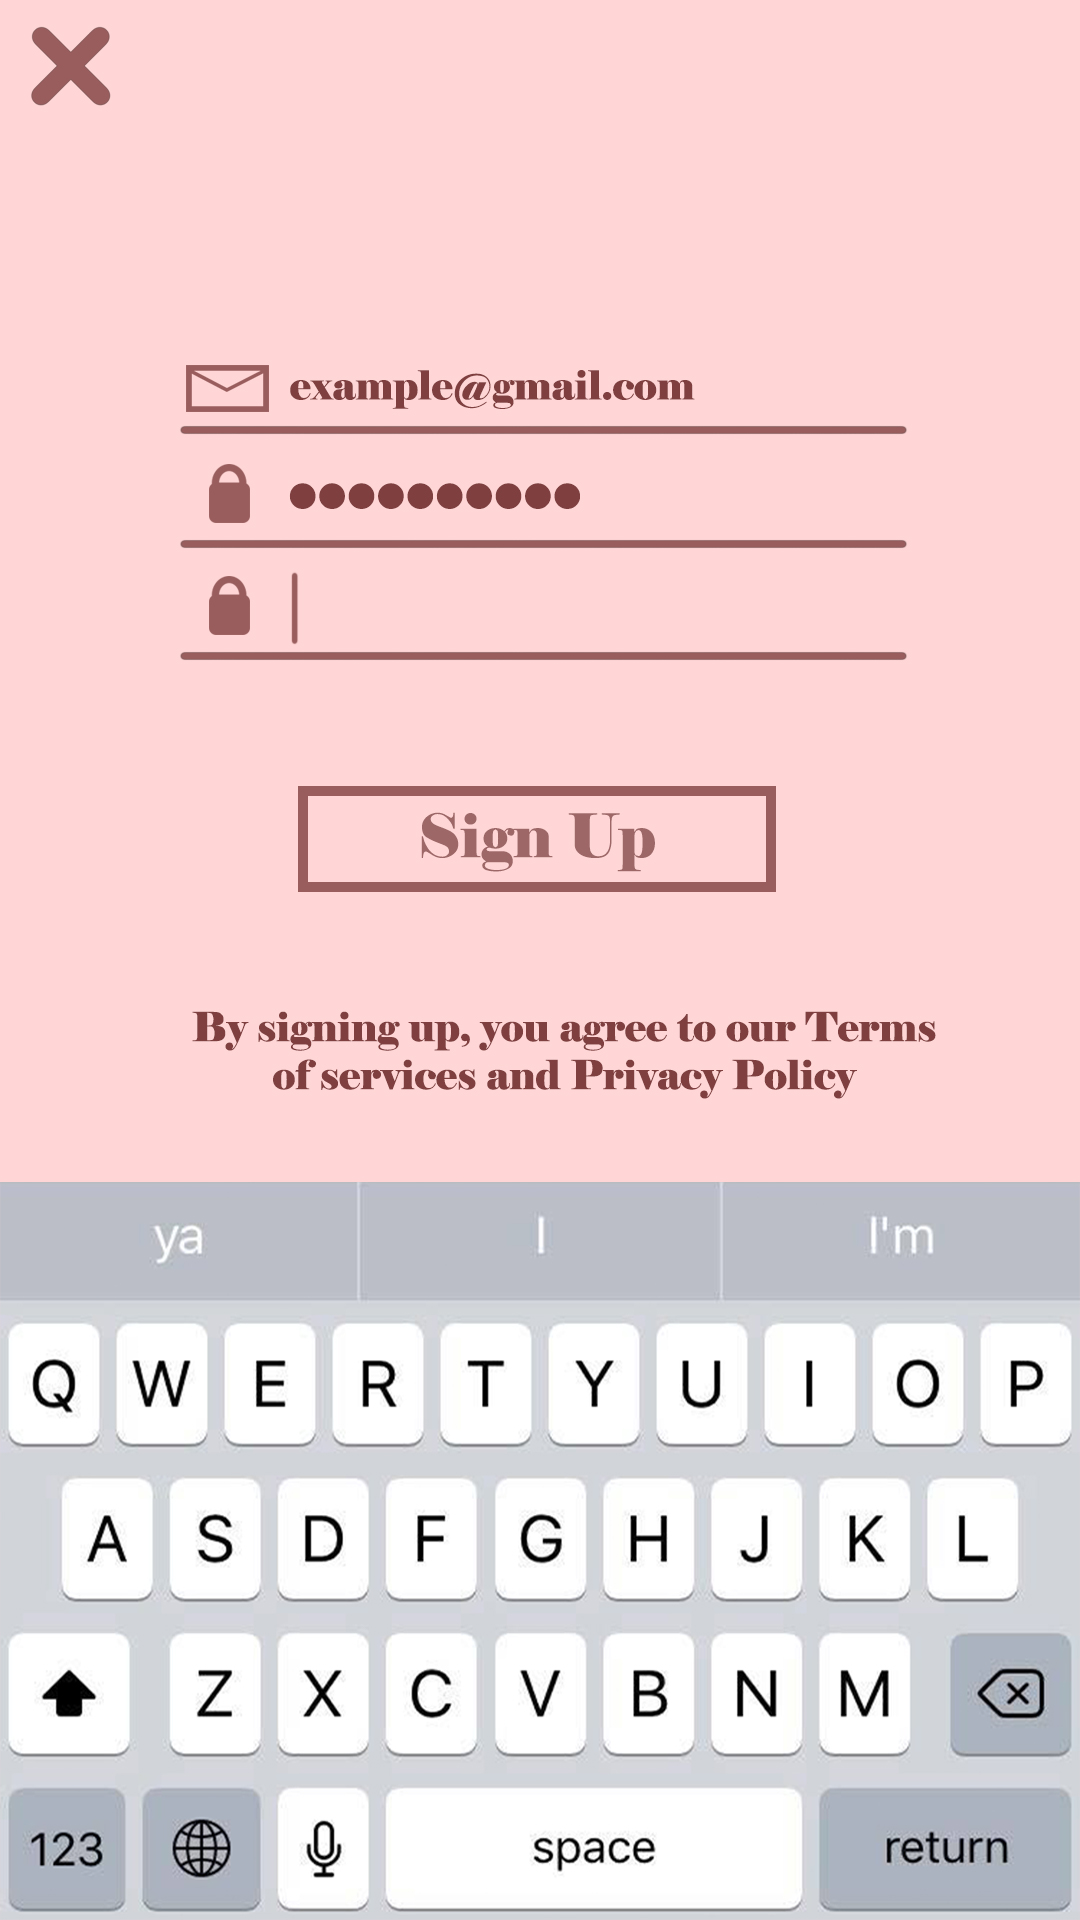 example@gmail.com
●●●●●●●●●●
Sign Up
By signing up, you agree to our Terms
of services and Privacy Policy
ya I I'm
Q W E R T Y U I O P
A S D F G H J K L
Z X C V B N M
123 space return